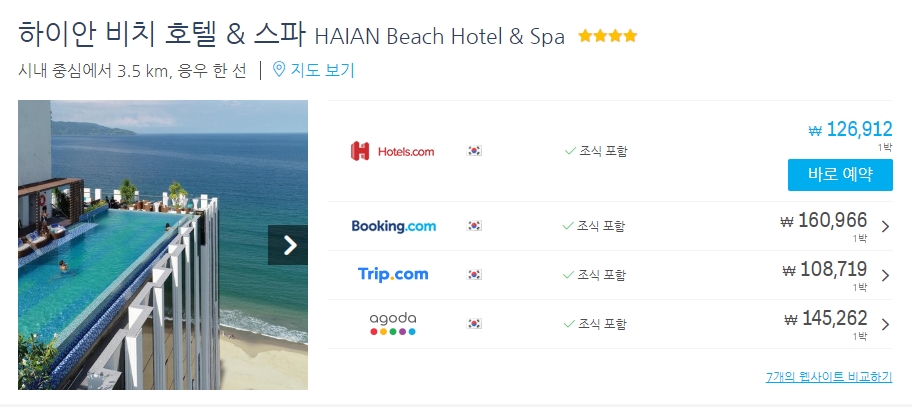 하이안 비치 호텔 & 스파 HAIAN Beach Hotel & Spa
시내 중심에서 3.5 km, 응우 한 선 | 지도 보기
Hotels.com 조식 포함 ₩ 126,912
1박
바로 예약
Booking.com 조식 포함 ₩ 160,966
1박
Trip.com 조식 포함 ₩ 108,719
1박
agoda 조식 포함 ₩ 145,262
1박
7개의 웹사이트 비교하기